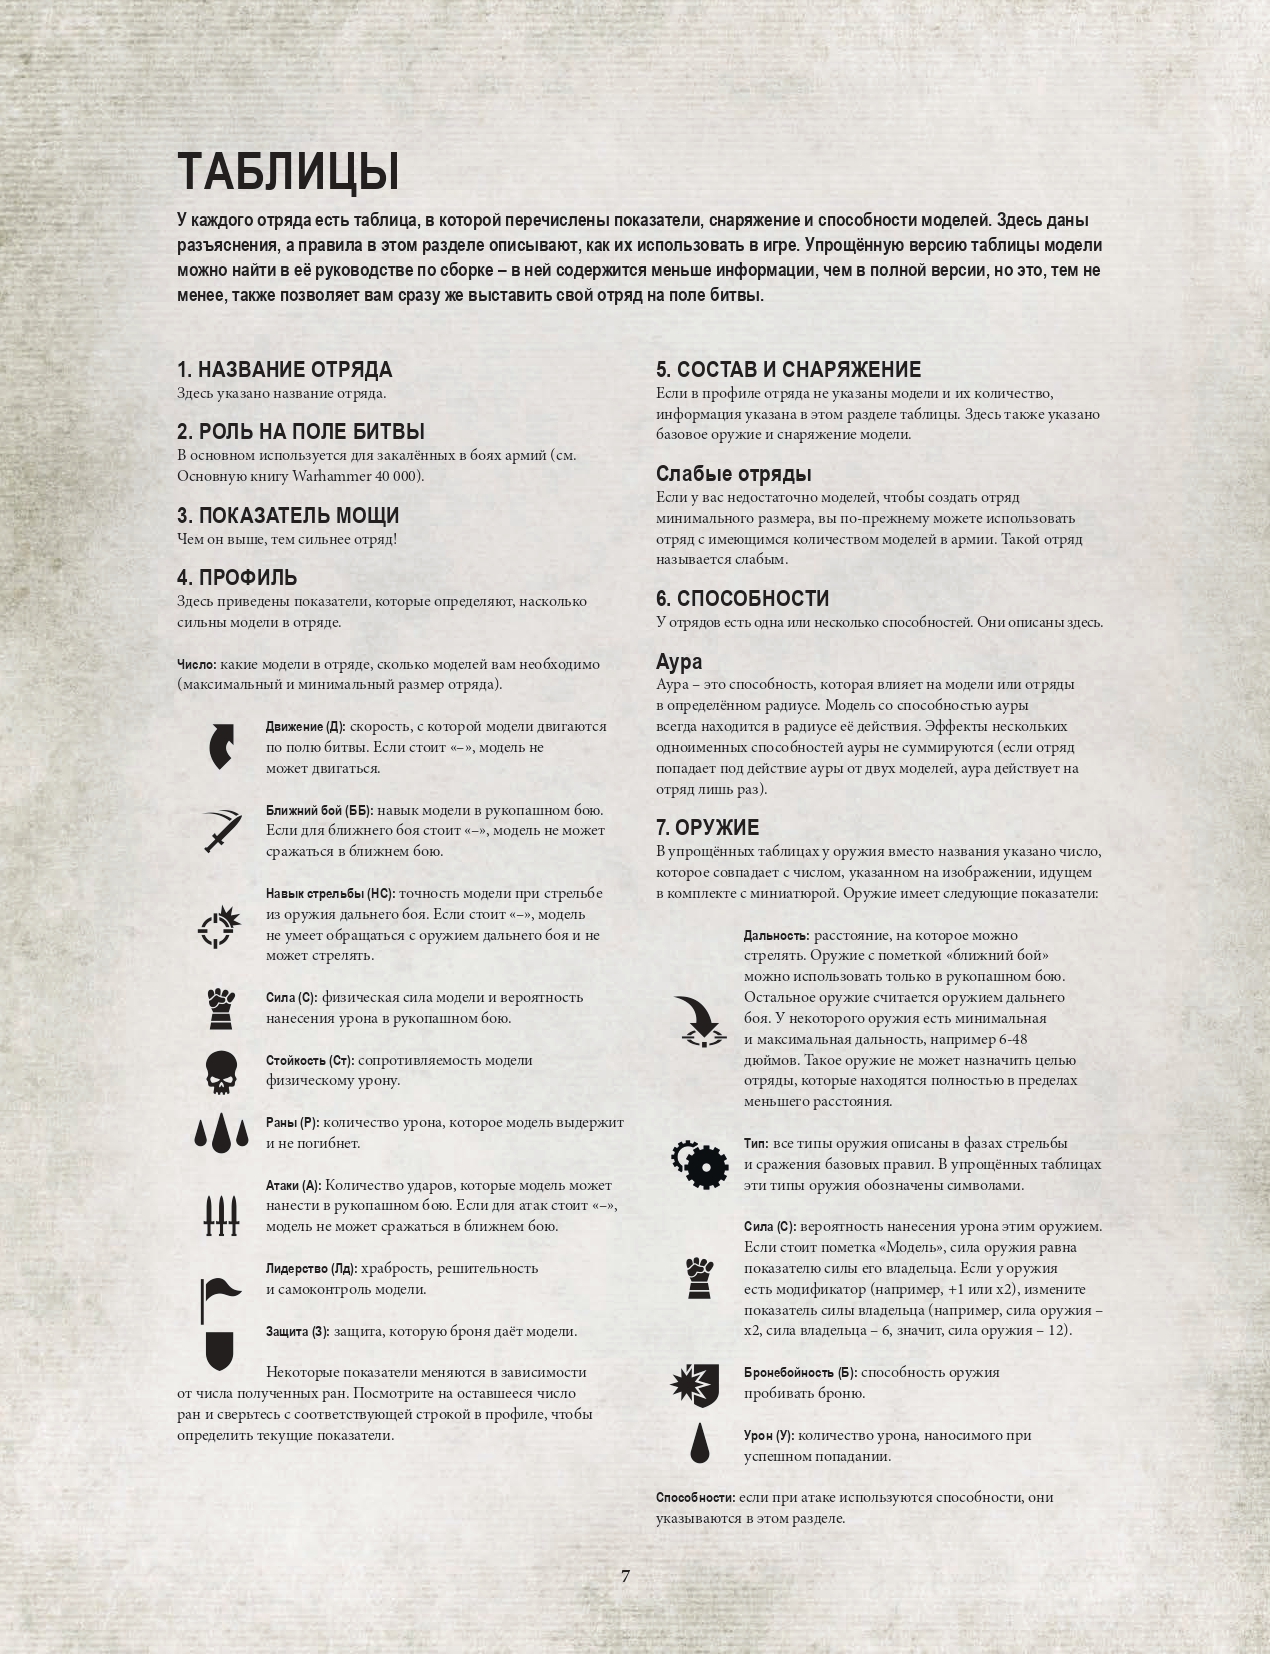 ТАБЛИЦЫ
У каждого отряда есть таблица, в которой перечислены показатели, снаряжение и способности моделей. Здесь даны
разъяснения, а правила в этом разделе описывают, как их использовать в игре. Упрощённую версию таблицы модели
можно найти в её руководстве по сборке – в ней содержится меньше информации, чем в полной версии, но это, тем не
менее, также позволяет вам сразу же выставить свой отряд на поле битвы.
1. НАЗВАНИЕ ОТРЯДА
Здесь указано название отряда.
2. РОЛЬ НА ПОЛЕ БИТВЫ
В основном используется для закалённых в боях армий (см.
Основную книгу Warhammer 40 000).
3. ПОКАЗАТЕЛЬ МОЩИ
Чем он выше, тем сильнее отряд!
4. ПРОФИЛЬ
Здесь приведены показатели, которые определяют, насколько
сильны модели в отряде.
Число: какие модели в отряде, сколько моделей вам необходимо
(максимальный и минимальный размер отряда).
Движение (Д): скорость, с которой модели двигаются
по полю битвы. Если стоит «–», модель не
может двигаться.
Ближний бой (ББ): навык модели в рукопашном бою.
Если для ближнего боя стоит «–», модель не может
сражаться в ближнем бою.
Навык стрельбы (НС): точность модели при стрельбе
из оружия дальнего боя. Если стоит «–», модель
не умеет обращаться с оружием дальнего боя и не
может стрелять.
Сила (С): физическая сила модели и вероятность
нанесения урона в рукопашном бою.
Стойкость (Ст): сопротивляемость модели
физическому урону.
Раны (Р): количество урона, которое модель выдержит
и не погибнет.
Атаки (А): Количество ударов, которые модель может
нанести в рукопашном бою. Если для атак стоит «–»,
модель не может сражаться в ближнем бою.
Лидерство (Лд): храбрость, решительность
и самоконтроль модели.
Защита (З): защита, которую броня даёт модели.
Некоторые показатели меняются в зависимости
от числа полученных ран. Посмотрите на оставшееся число
ран и сверьтесь с соответствующей строкой в профиле, чтобы
определить текущие показатели.
5. СОСТАВ И СНАРЯЖЕНИЕ
Если в профиле отряда не указаны модели и их количество,
информация указана в этом разделе таблицы. Здесь также указано
базовое оружие и снаряжение модели.
Слабые отряды
Если у вас недостаточно моделей, чтобы создать отряд
минимального размера, вы по-прежнему можете использовать
отряд с имеющимся количеством моделей в армии. Такой отряд
называется слабым.
6. СПОСОБНОСТИ
У отрядов есть одна или несколько способностей. Они описаны здесь.
Аура
Аура – это способность, которая влияет на модели или отряды
в определённом радиусе. Модель со способностью ауры
всегда находится в радиусе её действия. Эффекты нескольких
одноименных способностей ауры не суммируются (если отряд
попадает под действие ауры от двух моделей, аура действует на
отряд лишь раз).
7. ОРУЖИЕ
В упрощённых таблицах у оружия вместо названия указано число,
которое совпадает с числом, указанном на изображении, идущем
в комплекте с миниатюрой. Оружие имеет следующие показатели:
Дальность: расстояние, на которое можно
стрелять. Оружие с пометкой «ближний бой»
можно использовать только в рукопашном бою.
Остальное оружие считается оружием дальнего
боя. У некоторого оружия есть минимальная
и максимальная дальность, например 6-48
дюймов. Такое оружие не может назначить целью
отряды, которые находятся полностью в пределах
меньшего расстояния.
Тип: все типы оружия описаны в фазах стрельбы
и сражения базовых правил. В упрощённых таблицах
эти типы оружия обозначены символами.
Сила (С): вероятность нанесения урона этим оружием.
Если стоит пометка «Модель», сила оружия равна
показателю силы его владельца. Если у оружия
есть модификатор (например, +1 или х2), измените
показатель силы владельца (например, сила оружия –
х2, сила владельца – 6, значит, сила оружия – 12).
Бронебойность (Б): способность оружия
пробивать броню.
Урон (У): количество урона, наносимого при
успешном попадании.
Способности: если при атаке используются способности, они
указываются в этом разделе.
7